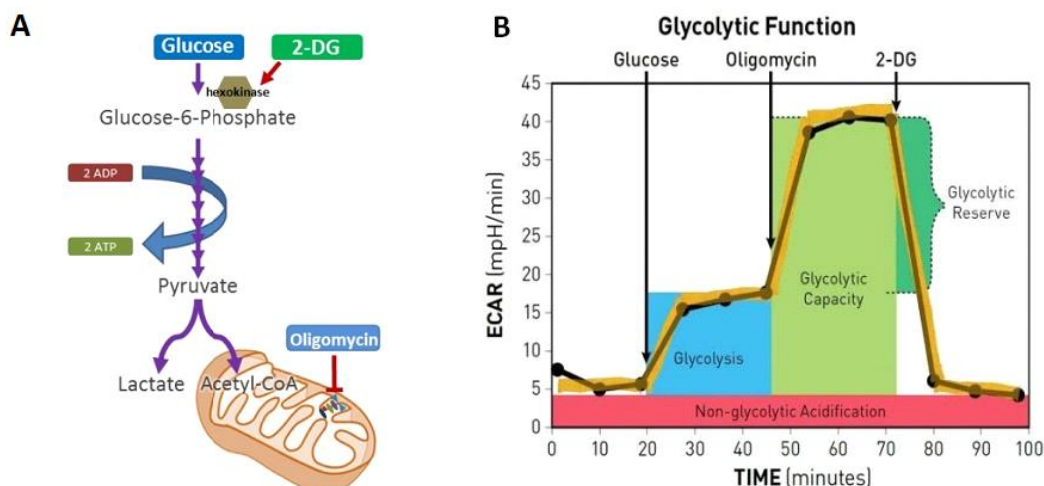 A
Glucose
2-DG
hexokinase
Glucose-6-Phosphate
2 ADP
2 ATP
Pyruvate
Oligomycin
Lactate
Acetyl-CoA
B
Glycolytic Function
Glucose
Oligomycin
2-DG
ECAR (mpH/min)
45
40
35
30
25
20
15
10
5
0
Glycolytic
Reserve
Glycolytic
Capacity
Glycolysis
Non-glycolytic Acidification
0 10 20 30 40 50 60 70 80 90 100
TIME (minutes)